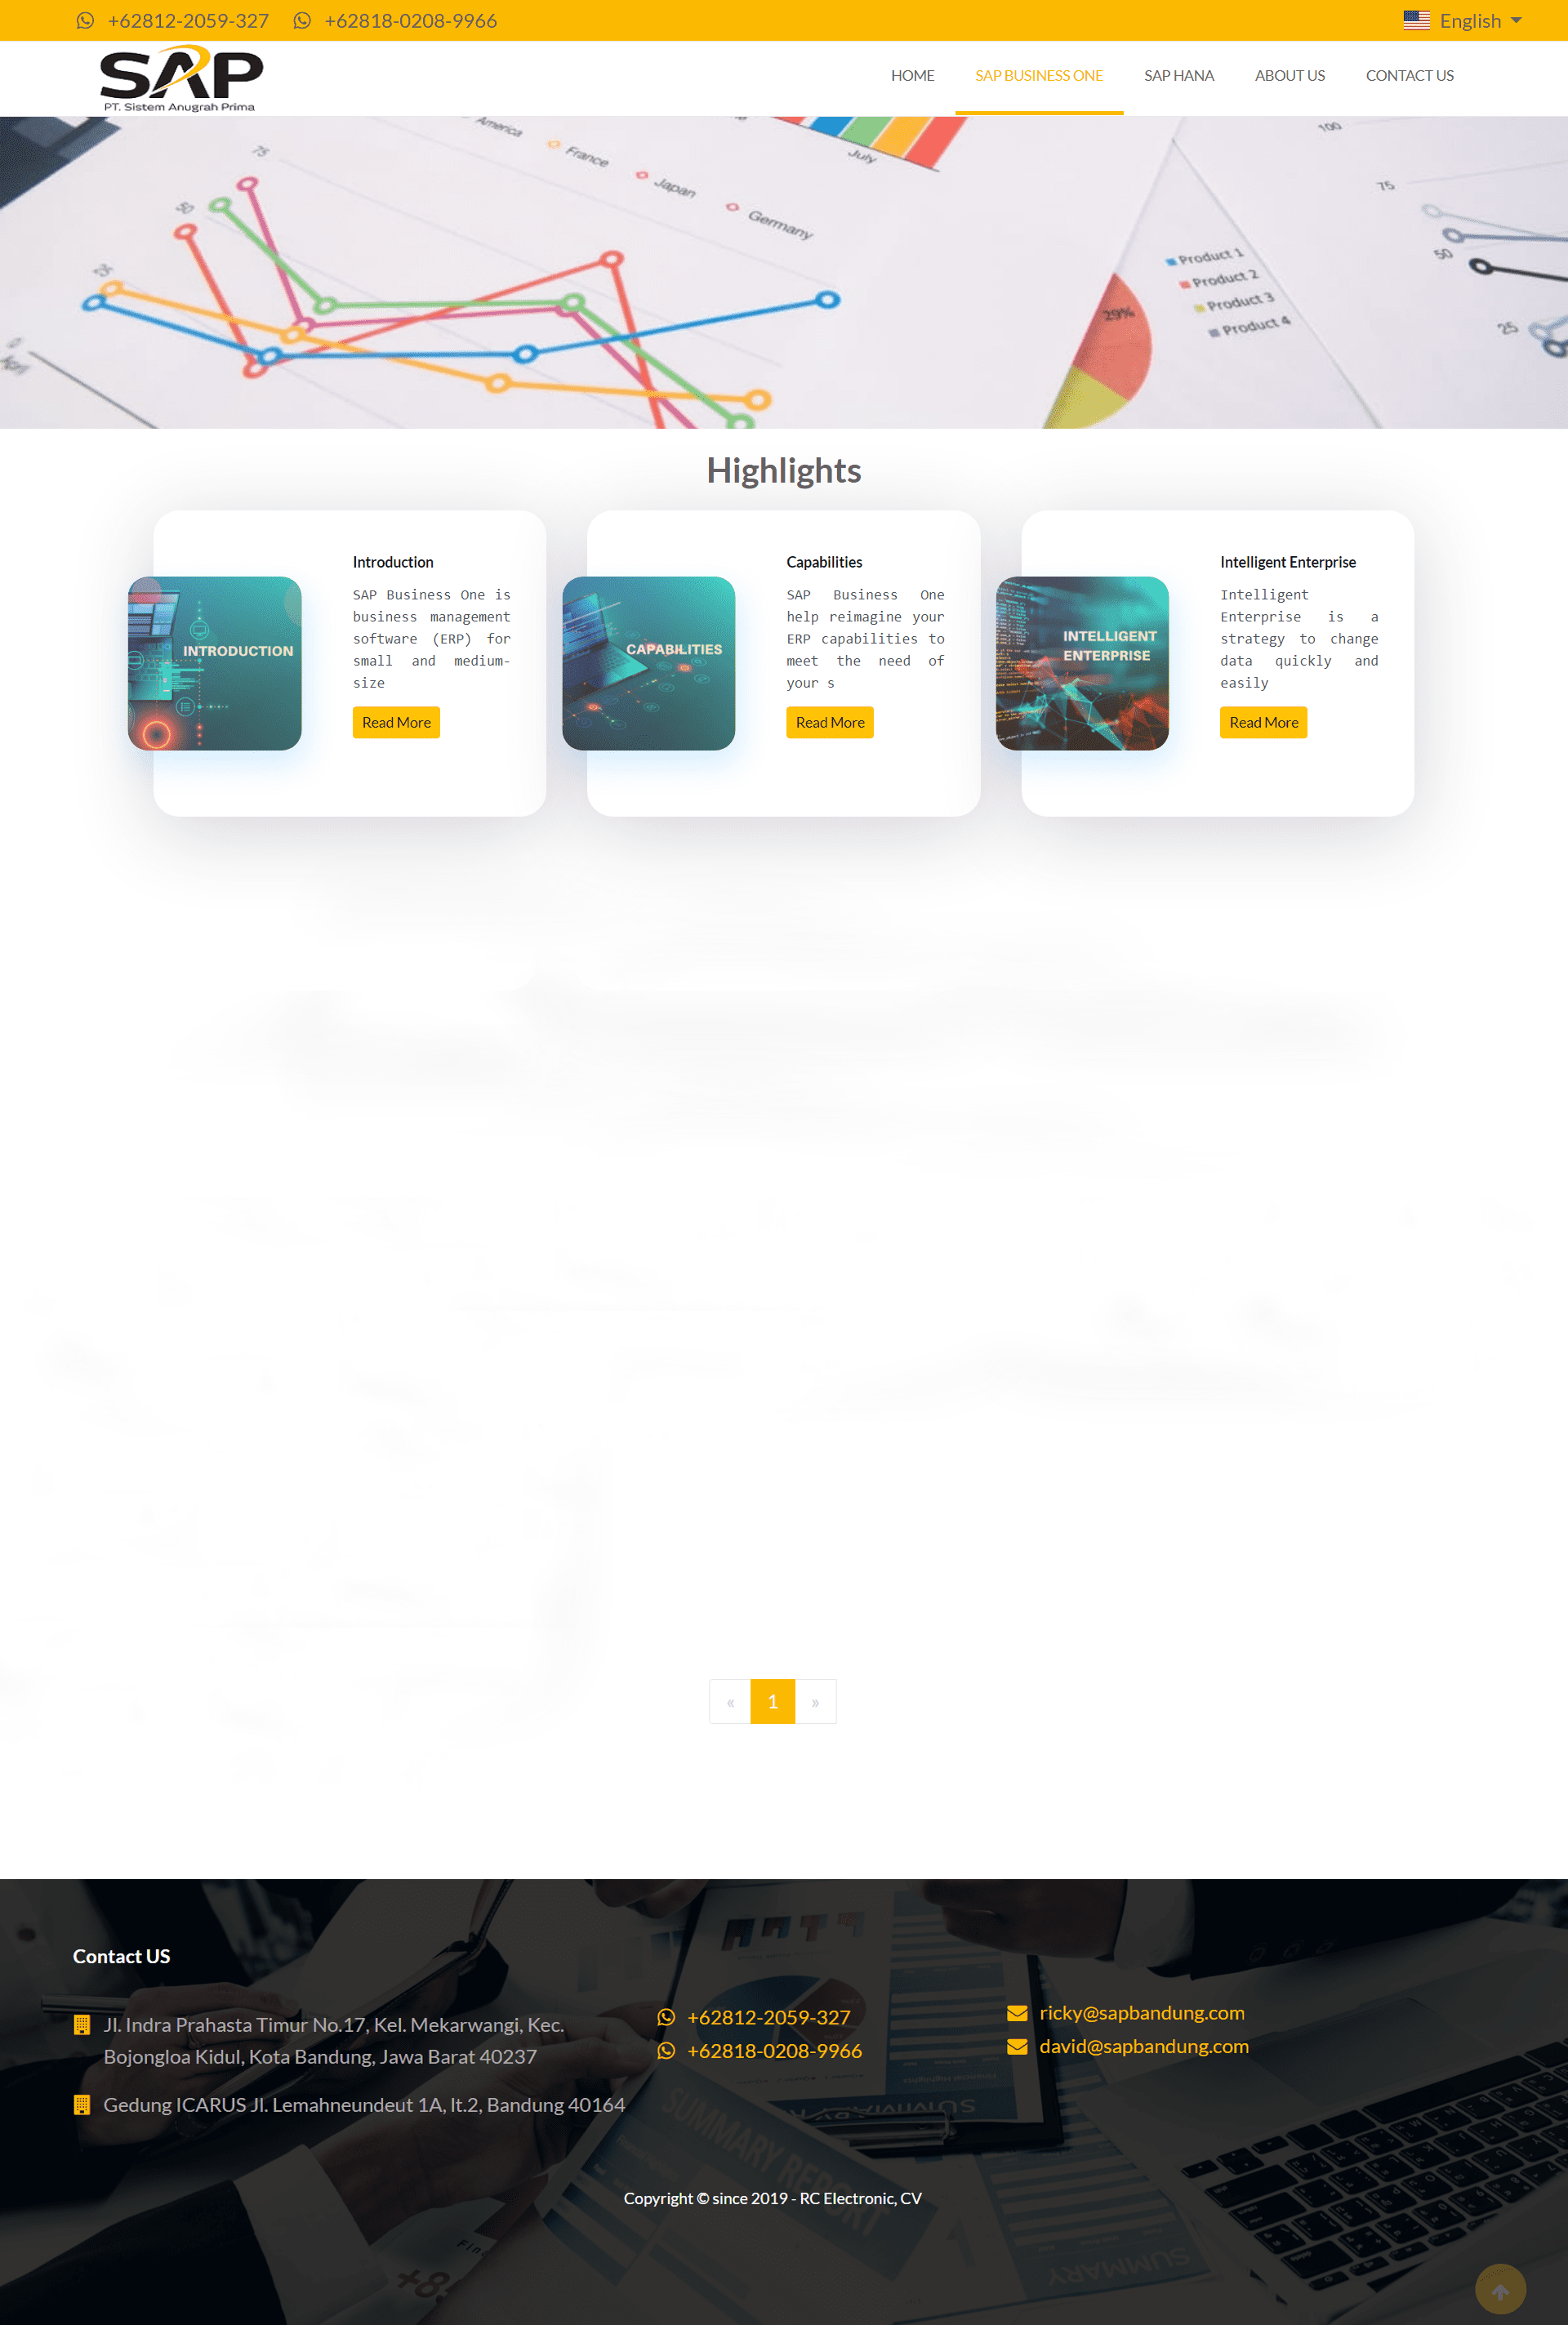 +62812-2059-327
+62818-0208-9966
English
SAP
PT. Sistem Anugrah Prima
HOME
SAP BUSINESS ONE
SAP HANA
ABOUT US
CONTACT US
America
France
Japan
Germany
July
75
50
25
0
100
75
50
25
Product 1
Product 2
Product 3
Product 4
29%
Highlights
INTRODUCTION
Introduction
SAP Business One is
business management
software (ERP) for
small and medium-
size
Read More
CAPABILITIES
Capabilities
SAP Business One
help reimagine your
ERP capabilities to
meet the need of
your s
Read More
INTELLIGENT
ENTERPRISE
Intelligent Enterprise
Intelligent
Enterprise is a
strategy to change
data quickly and
easily
Read More
«
1
»
Contact US
Jl. Indra Prahasta Timur No.17, Kel. Mekarwangi, Kec.
Bojongloa Kidul, Kota Bandung, Jawa Barat 40237
Gedung ICARUS Jl. Lemahneundeut 1A, lt.2, Bandung 40164
+62812-2059-327
+62818-0208-9966
ricky@sapbandung.com
david@sapbandung.com
SUMMARY REPORT
SUMMARY
Copyright © since 2019 - RC Electronic, CV